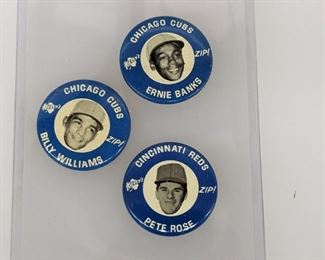 CHICAGO CUBS
ZIP!
ERNIE BANKS
CHICAGO CUBS
ZIP!
BILLY WILLIAMS
CINCINNATI REDS
ZIP!
PETE ROSE